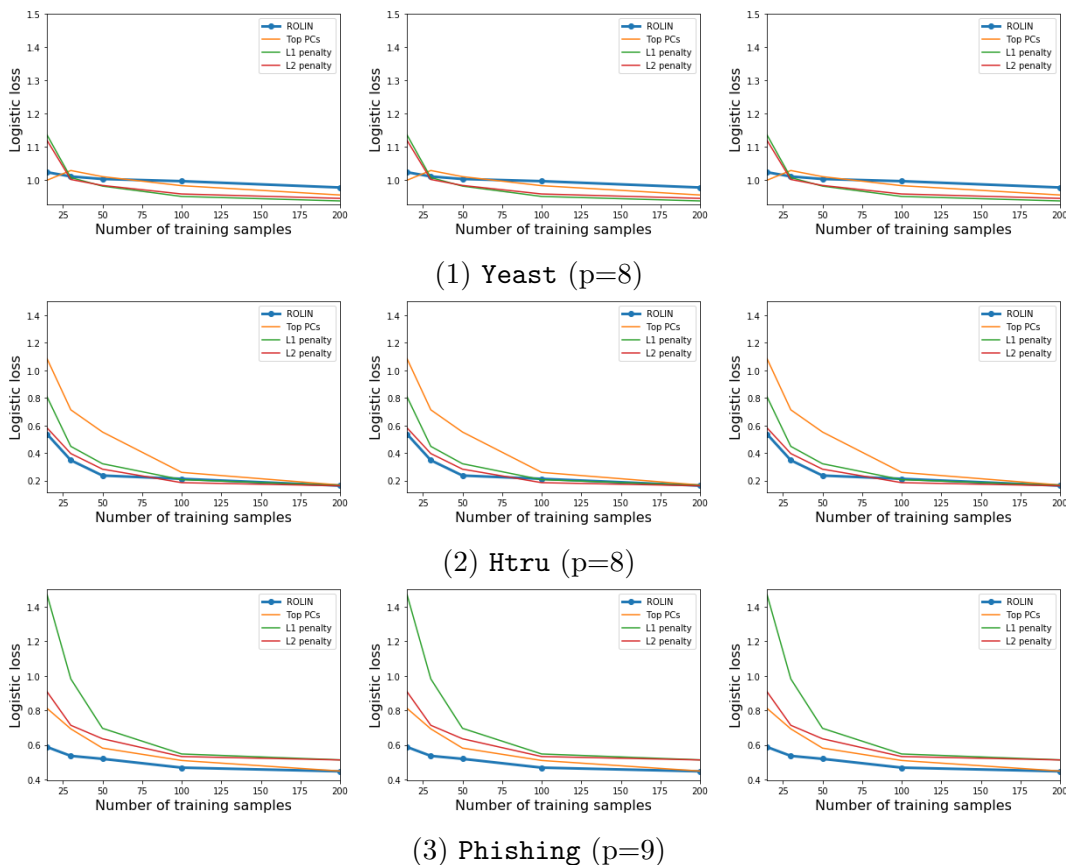 1.5
1.4
1.3
1.2
1.1
1.0
Logistic loss
ROLIN
Top PCs
L1 penalty
L2 penalty
25 50 75 100 125 150 175 200
Number of training samples
1.5
1.4
1.3
1.2
1.1
1.0
Logistic loss
ROLIN
Top PCs
L1 penalty
L2 penalty
25 50 75 100 125 150 175 200
Number of training samples
1.5
1.4
1.3
1.2
1.1
1.0
Logistic loss
ROLIN
Top PCs
L1 penalty
L2 penalty
25 50 75 100 125 150 175 200
Number of training samples
(1) Yeast (p=8)
1.4
1.2
1.0
0.8
0.6
0.4
0.2
Logistic loss
ROLIN
Top PCs
L1 penalty
L2 penalty
25 50 75 100 125 150 175 200
Number of training samples
1.4
1.2
1.0
0.8
0.6
0.4
0.2
Logistic loss
ROLIN
Top PCs
L1 penalty
L2 penalty
25 50 75 100 125 150 175 200
Number of training samples
1.4
1.2
1.0
0.8
0.6
0.4
0.2
Logistic loss
ROLIN
Top PCs
L1 penalty
L2 penalty
25 50 75 100 125 150 175 200
Number of training samples
(2) Htru (p=8)
1.4
1.2
1.0
0.8
0.6
0.4
Logistic loss
ROLIN
Top PCs
L1 penalty
L2 penalty
25 50 75 100 125 150 175 200
Number of training samples
1.4
1.2
1.0
0.8
0.6
0.4
Logistic loss
ROLIN
Top PCs
L1 penalty
L2 penalty
25 50 75 100 125 150 175 200
Number of training samples
1.4
1.2
1.0
0.8
0.6
0.4
Logistic loss
ROLIN
Top PCs
L1 penalty
L2 penalty
25 50 75 100 125 150 175 200
Number of training samples
(3) Phishing (p=9)